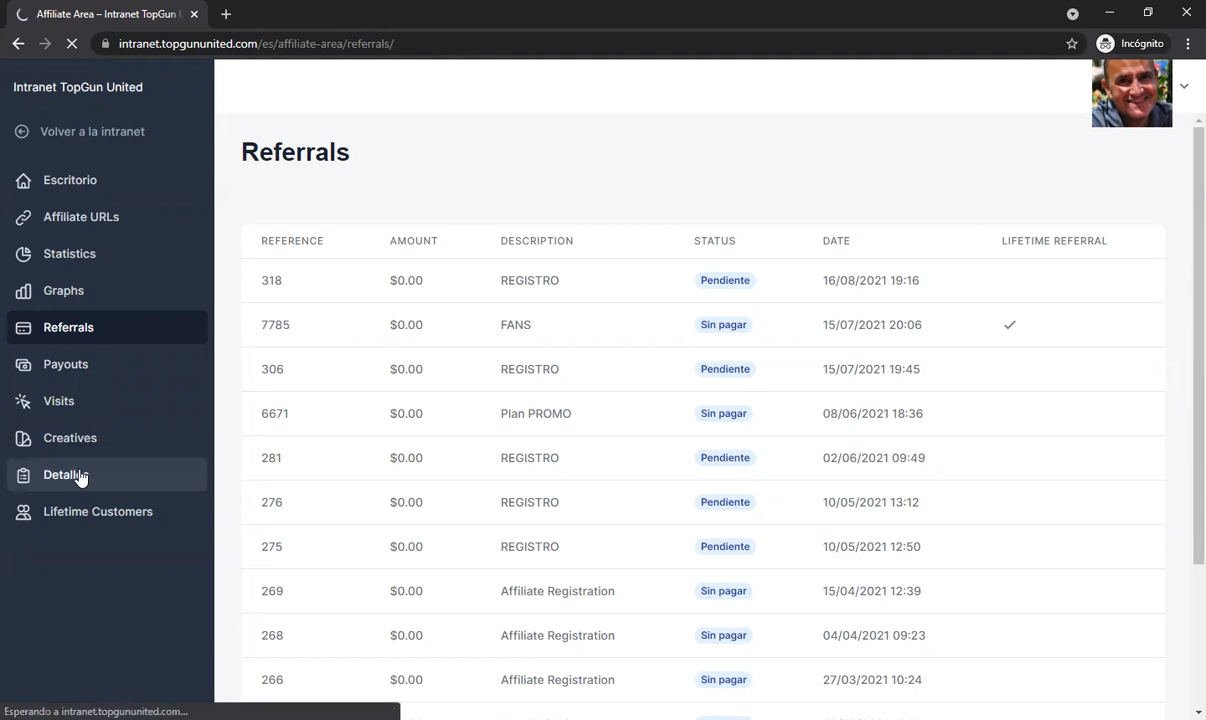 Affiliate Area – Intranet TopGun U
intranet.topgununited.com/es/affiliate-area/referrals/
Incógnito
Intranet TopGun United
Volver a la intranet
Escritorio
Affiliate URLs
Statistics
Graphs
Referrals
Payouts
Visits
Creatives
Lifetime Customers
Referrals
REFERENCE AMOUNT DESCRIPTION STATUS DATE LIFETIME REFERRAL
318 $0.00 REGISTRO Pendiente 16/08/2021 19:16
7785 $0.00 FANS Sin pagar 15/07/2021 20:06 ✓
306 $0.00 REGISTRO Pendiente 15/07/2021 19:45
6671 $0.00 Plan PROMO Sin pagar 08/06/2021 18:36
281 $0.00 REGISTRO Pendiente 02/06/2021 09:49
276 $0.00 REGISTRO Pendiente 10/05/2021 13:12
275 $0.00 REGISTRO Pendiente 10/05/2021 12:50
269 $0.00 Affiliate Registration Sin pagar 15/04/2021 12:39
268 $0.00 Affiliate Registration Sin pagar 04/04/2021 09:23
266 $0.00 Affiliate Registration Sin pagar 27/03/2021 10:24
Esperando a intranet.topgununited.com...